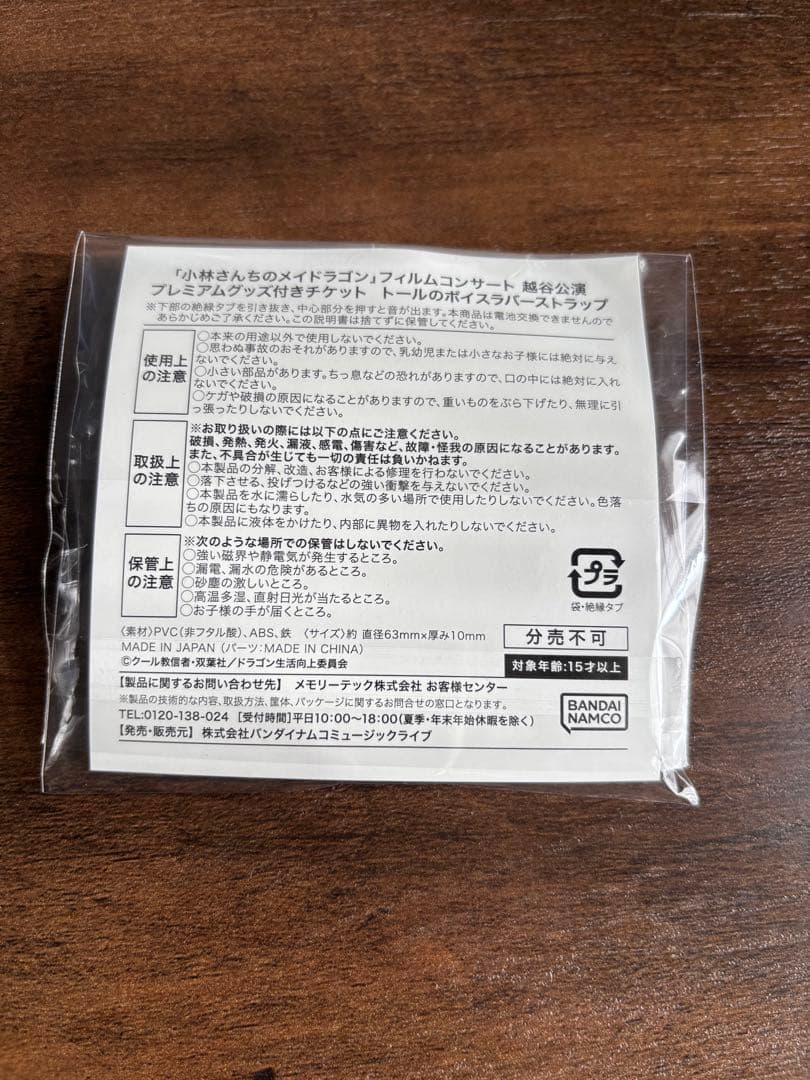 「小林さんちのメイドラゴン」フィルムコンサート 越谷公演
プレミアムグッズ付きチケット トールのボイスラバーストラップ
※下部の絶縁タブを引き抜き、中心部分を押すと音が出ます。本商品は電池交換できませんので
あらかじめご了承ください。この説明書は捨てずに保管してください。
使用上
の注意
○本来の用途以外で使用しないでください。
○思わぬ事故のおそれがありますので、乳幼児または小さなお子様には絶対に与え
ないでください。
○小さい部品があります。ちっ息などの恐れがありますので、口の中には絶対に入れ
ないでください。
○ケガや破損の原因になることがありますので、重いものをぶら下げたり、無理に引
っ張ったりしないでください。
取扱上
の注意
※お取り扱いの際には以下の点にご注意ください。
破損、発熱、発火、漏液、感電、傷害など、故障・怪我の原因になることがあります。
また、不具合が生じても一切の責任は負いかねます。
○本製品の分解、改造、お客様による修理を行わないでください。
○落下させる、投げつけるなどの強い衝撃を与えないでください。
○本製品を水に濡らしたり、水気の多い場所で使用したりしないでください。色落
ちの原因にもなります。
○本製品に液体をかけたり、内部に異物を入れたりしないでください。
保管上
の注意
※次のような場所での保管はしないでください。
○強い磁界や静電気が発生するところ。
○漏電、漏水の危険があるところ。
○砂塵の激しいところ。
○高温多湿、直射日光が当たるところ。
○お子様の手が届くところ。
プラ
袋・絶縁タブ
〈素材〉PVC(非フタル酸)、ABS、鉄 〈サイズ〉約 直径63mm×厚み10mm
MADE IN JAPAN (パーツ:MADE IN CHINA)
©クール教信者・双葉社／ドラゴン生活向上委員会
分売不可
対象年齢:15才以上
【製品に関するお問い合わせ先】 メモリーテック株式会社 お客様センター
※製品の技術的な内容、取扱方法、筐体、パッケージに関するお問合せの窓口となります。
TEL:0120-138-024 [受付時間]平日10:00〜18:00(夏季・年末年始休暇を除く)
【発売・販売元】 株式会社バンダイナムコミュージックライブ
BANDAI
NAMCO